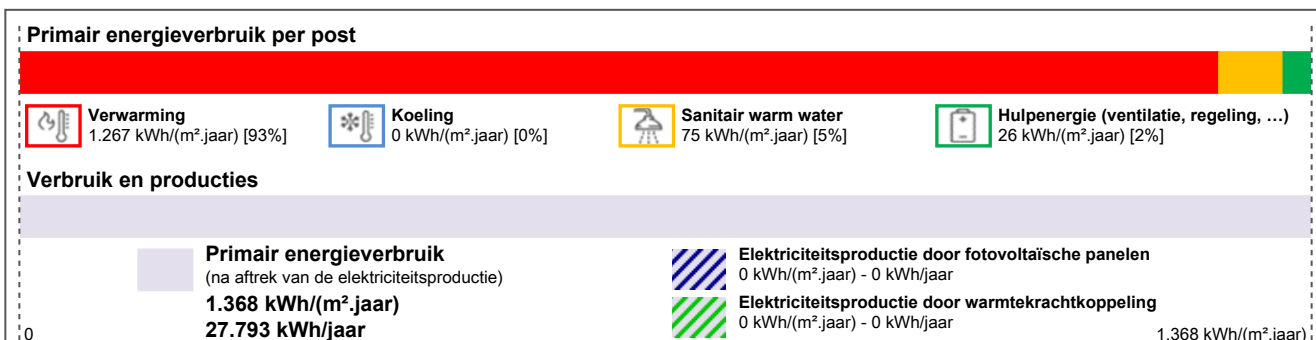 Primair energieverbruik per post
Verwarming
1.267 kWh/(m².jaar) [93%]
Koeling
0 kWh/(m².jaar) [0%]
Sanitair warm water
75 kWh/(m².jaar) [5%]
Hulpenergie (ventilatie, regeling, …)
26 kWh/(m².jaar) [2%]
Verbruik en producties
Primair energieverbruik
(na aftrek van de elektriciteitsproductie)
1.368 kWh/(m².jaar)
27.793 kWh/jaar
Elektriciteitsproductie door fotovoltaïsche panelen
0 kWh/(m².jaar) - 0 kWh/jaar
Elektriciteitsproductie door warmtekrachtkoppeling
0 kWh/(m².jaar) - 0 kWh/jaar
0
1.368 kWh/(m².jaar)